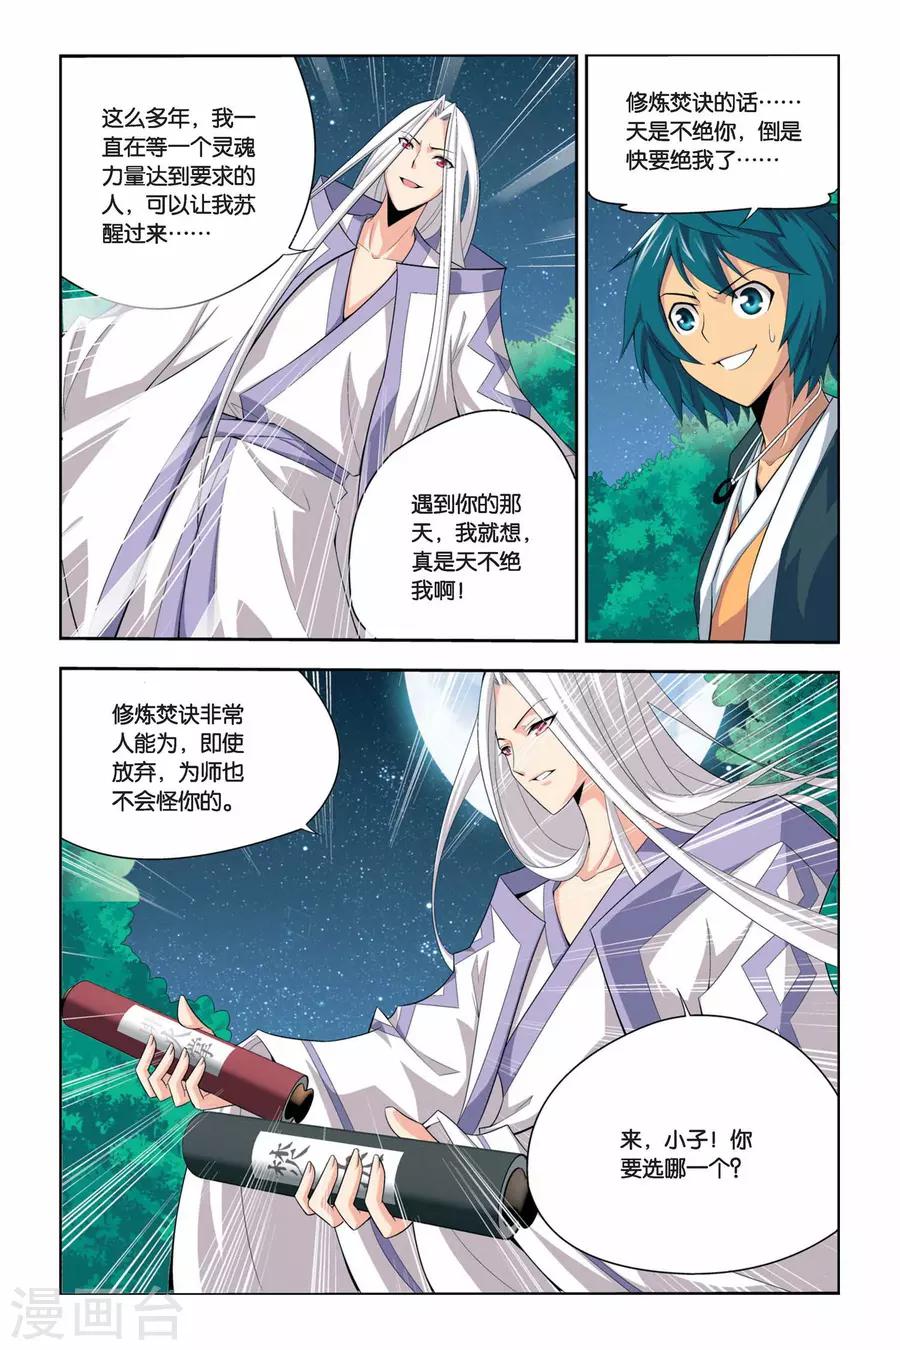 这么多年，我一
直在等一个灵魂
力量达到要求的
人，可以让我苏
醒过来……
遇到你的那
天，我就想，
真是天不绝
我啊！
修炼焚诀的话……
天是不绝你，倒是
快要绝我了……
修炼焚诀非常
人能为，即使
放弃，为师也
不会怪你的。
来，小子！你
要选哪一个？
焚
掌
漫画台